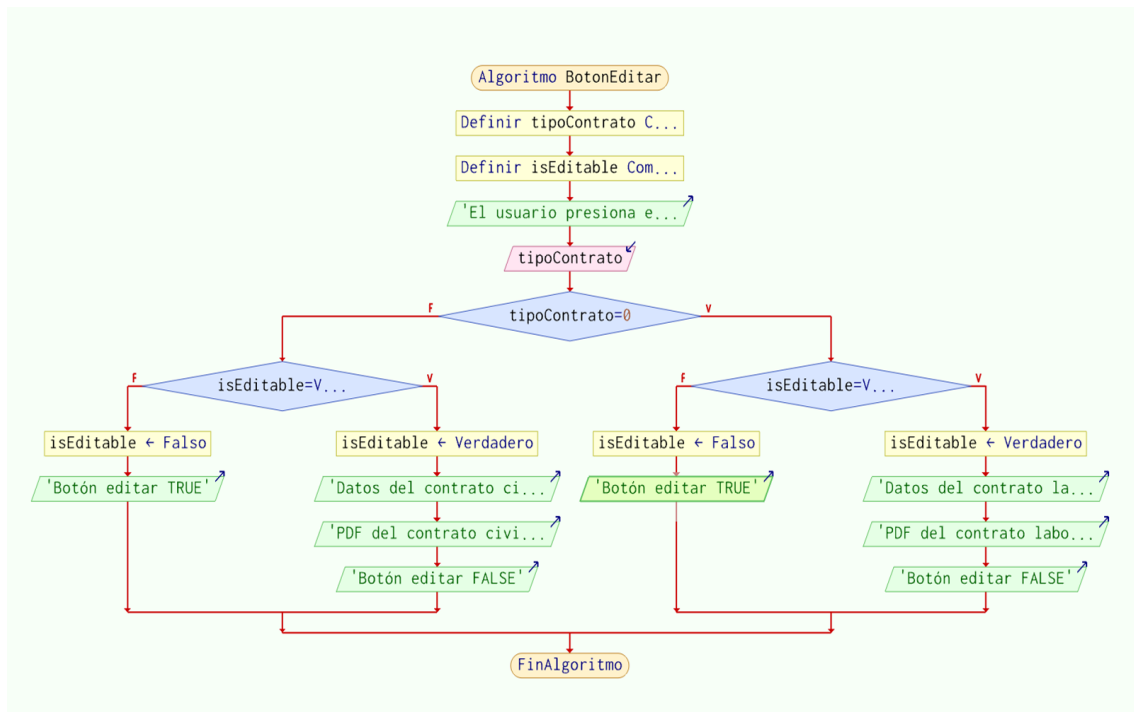 Algoritmo BotonEditar
Definir tipoContrato C...
Definir isEditable Com...
'El usuario presiona e...
tipoContrato
F
tipoContrato=0
V
F
isEditable=V...
V
F
isEditable=V...
V
isEditable ← Falso
isEditable ← Verdadero
isEditable ← Falso
isEditable ← Verdadero
'Botón editar TRUE'
'Datos del contrato ci...
'Botón editar TRUE'
'Datos del contrato la...
'PDF del contrato civi...
'PDF del contrato labo...
'Botón editar FALSE'
'Botón editar FALSE'
FinAlgoritmo